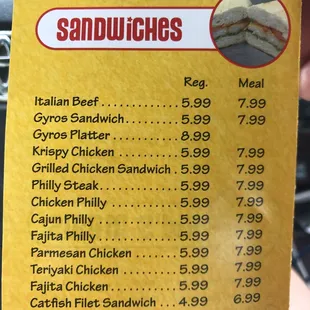 SANDWICHES
Reg. Meal
Italian Beef ............ 5.99 7.99
Gyros Sandwich ......... 5.99 7.99
Gyros Platter ........... 8.99
Krispy Chicken .......... 5.99 7.99
Grilled Chicken Sandwich . 5.99 7.99
Philly Steak ............. 5.99 7.99
Chicken Philly ........... 5.99 7.99
Cajun Philly ............. 5.99 7.99
Fajita Philly ............. 5.99 7.99
Parmesan Chicken ....... 5.99 7.99
Teriyaki Chicken ......... 5.99 7.99
Fajita Chicken ........... 5.99 7.99
Catfish Filet Sandwich ... 4.99 6.99